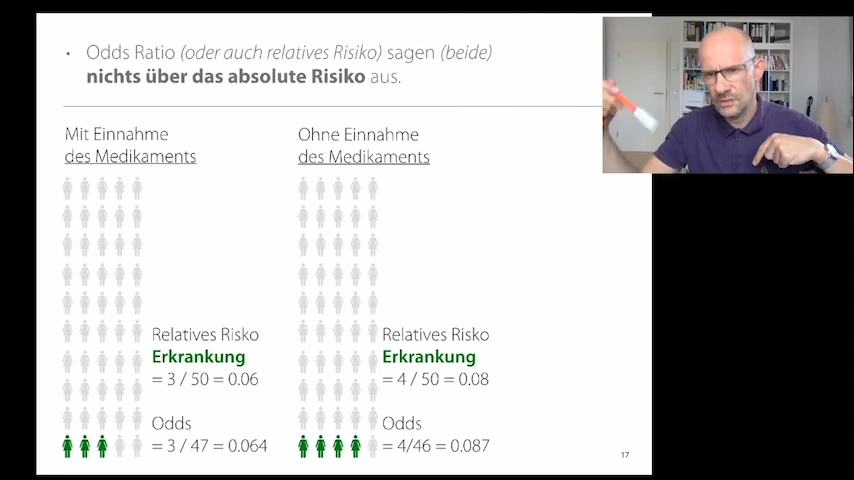 • Odds Ratio (oder auch relatives Risiko) sagen (beide)
nichts über das absolute Risiko aus.
Mit Einnahme
des Medikaments
Ohne Einnahme
des Medikaments
Relatives Risko
Erkrankung
= 3 / 50 = 0.06
Relatives Risko
Erkrankung
= 4 / 50 = 0.08
Odds
= 3 / 47 = 0.064
Odds
= 4/46 = 0.087
17